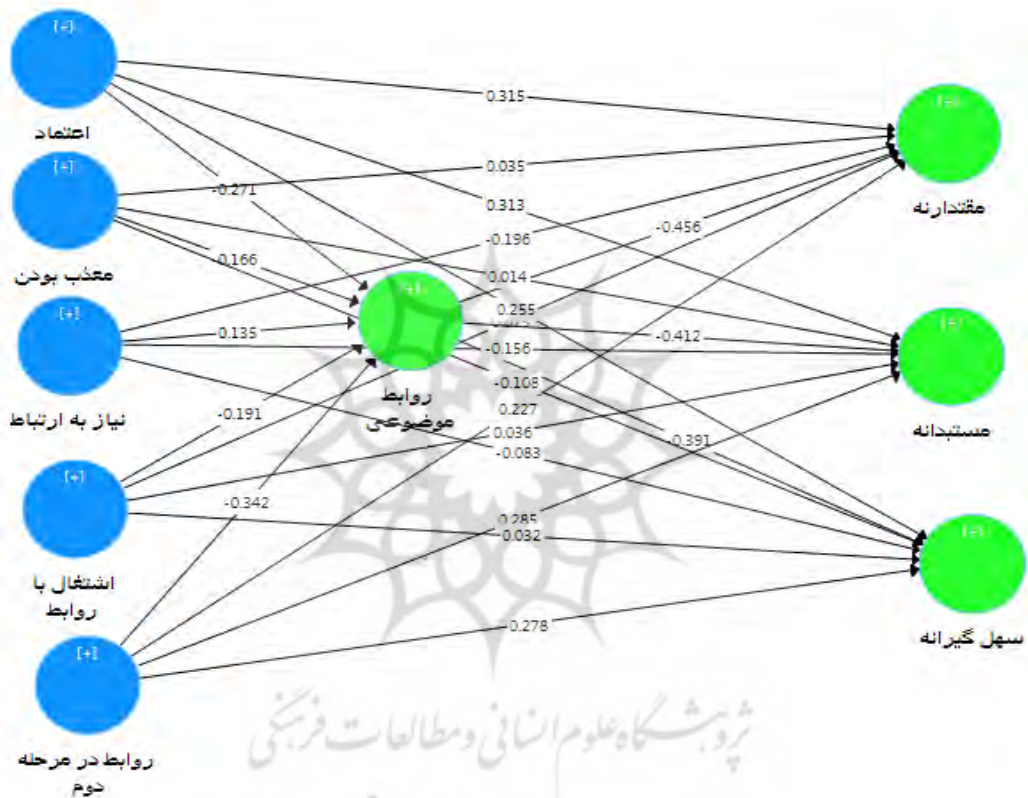 [+]
اعتماد
[+]
معذب بودن
[+]
نیاز به ارتباط
[+]
اشتغال با
روابط
[+]
روابط در مرحله
دوم
[+]
روابط
موضوعی
[+]
مقتدارنه
[+]
مستبدانه
[+]
سهل گیرانه
0.315
0.035
-0.271
0.313
-0.456
-0.196
-0.166
0.014
0.255
0.135
-0.412
-0.156
-0.108
-0.191
0.227
0.036
-0.391
-0.083
-0.342
0.285
0.032
0.278
پژوهشگاه علوم انسانی و مطالعات فرهنگی